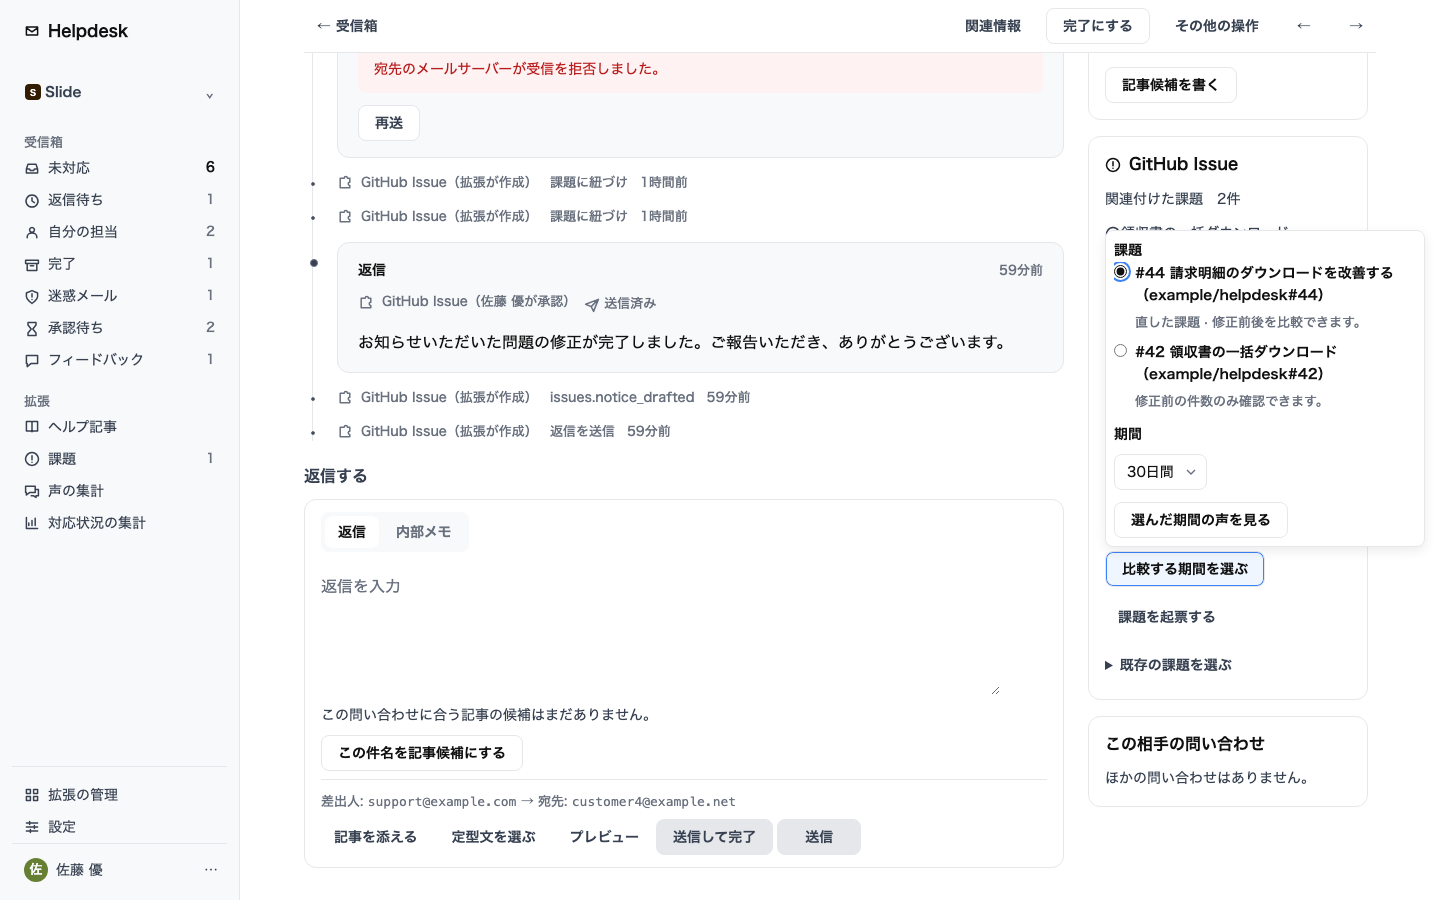 Helpdesk
S Slide
受信箱
未対応 6
返信待ち 1
自分の担当 2
完了 1
迷惑メール 1
承認待ち 2
フィードバック 1
拡張
ヘルプ記事
課題 1
声の集計
対応状況の集計
拡張の管理
設定
佐 佐藤 優 …
← 受信箱
関連情報 完了にする その他の操作 ← →
宛先のメールサーバーが受信を拒否しました。
再送
GitHub Issue（拡張が作成） 課題に紐づけ 1時間前
GitHub Issue（拡張が作成） 課題に紐づけ 1時間前
返信 59分前
GitHub Issue（佐藤 優が承認） 送信済み
お知らせいただいた問題の修正が完了しました。ご報告いただき、ありがとうございます。
GitHub Issue（拡張が作成） issues.notice_drafted 59分前
GitHub Issue（拡張が作成） 返信を送信 59分前
返信する
返信 内部メモ
返信を入力
この問い合わせに合う記事の候補はまだありません。
この件名を記事候補にする
差出人: support@example.com → 宛先: customer4@example.net
記事を添える 定型文を選ぶ プレビュー 送信して完了 送信
記事候補を書く
GitHub Issue
関連付けた課題 2件
課題
#44 請求明細のダウンロードを改善する
（example/helpdesk#44）
直した課題 · 修正前後を比較できます。
#42 領収書の一括ダウンロード
（example/helpdesk#42）
修正前の件数のみ確認できます。
期間
30日間
選んだ期間の声を見る
比較する期間を選ぶ
課題を起票する
▶ 既存の課題を選ぶ
この相手の問い合わせ
ほかの問い合わせはありません。